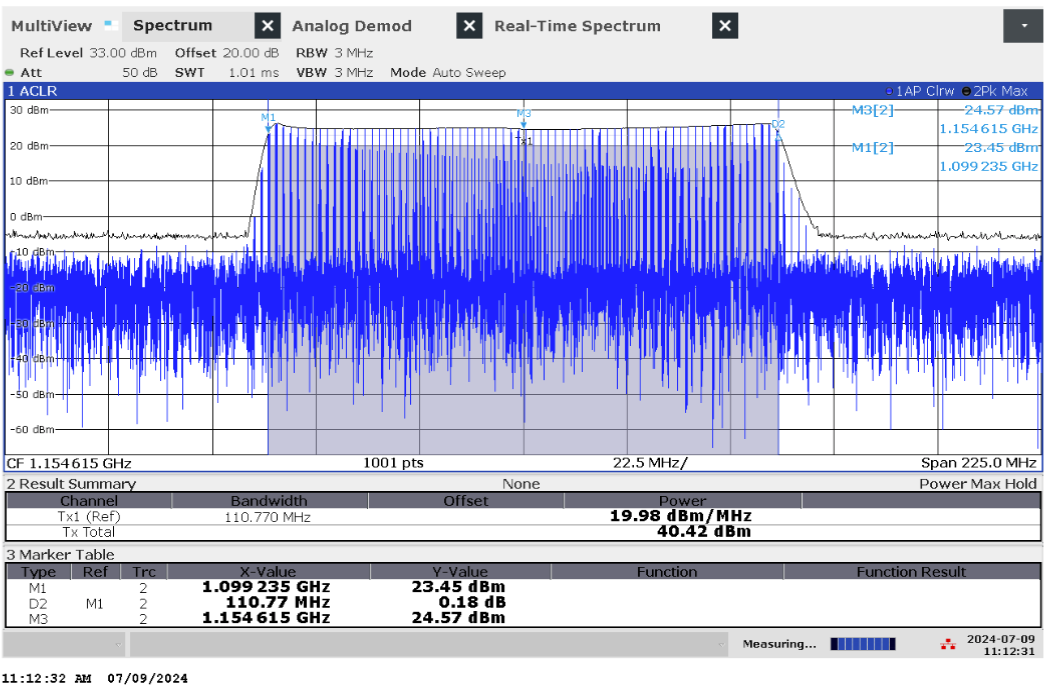 MultiView Spectrum X Analog Demod X Real-Time Spectrum X
Ref Level 33.00 dBm Offset 20.00 dB RBW 3 MHz
Att 50 dB SWT 1.01 ms VBW 3 MHz Mode Auto Sweep
1 ACLR 1AP Clrw 2Pk Max
30 dBm M1 M3 D2 M3[2] 24.57 dBm
1.154 615 GHz
20 dBm Tx1 M1[2] 23.45 dBm
1.099 235 GHz
10 dBm
0 dBm
-10 dBm
-20 dBm
-30 dBm
-40 dBm
-50 dBm
-60 dBm
CF 1.154 615 GHz 1001 pts 22.5 MHz/ Span 225.0 MHz
2 Result Summary None Power Max Hold
Channel Bandwidth Offset Power
Tx1 (Ref) 110.770 MHz 19.98 dBm/MHz
Tx Total 40.42 dBm
3 Marker Table
Type Ref Trc X-Value Y-Value Function Function Result
M1 2 1.099 235 GHz 23.45 dBm
D2 M1 2 110.77 MHz 0.18 dB
M3 2 1.154 615 GHz 24.57 dBm
Measuring... 2024-07-09
11:12:31
11:12:32 AM 07/09/2024